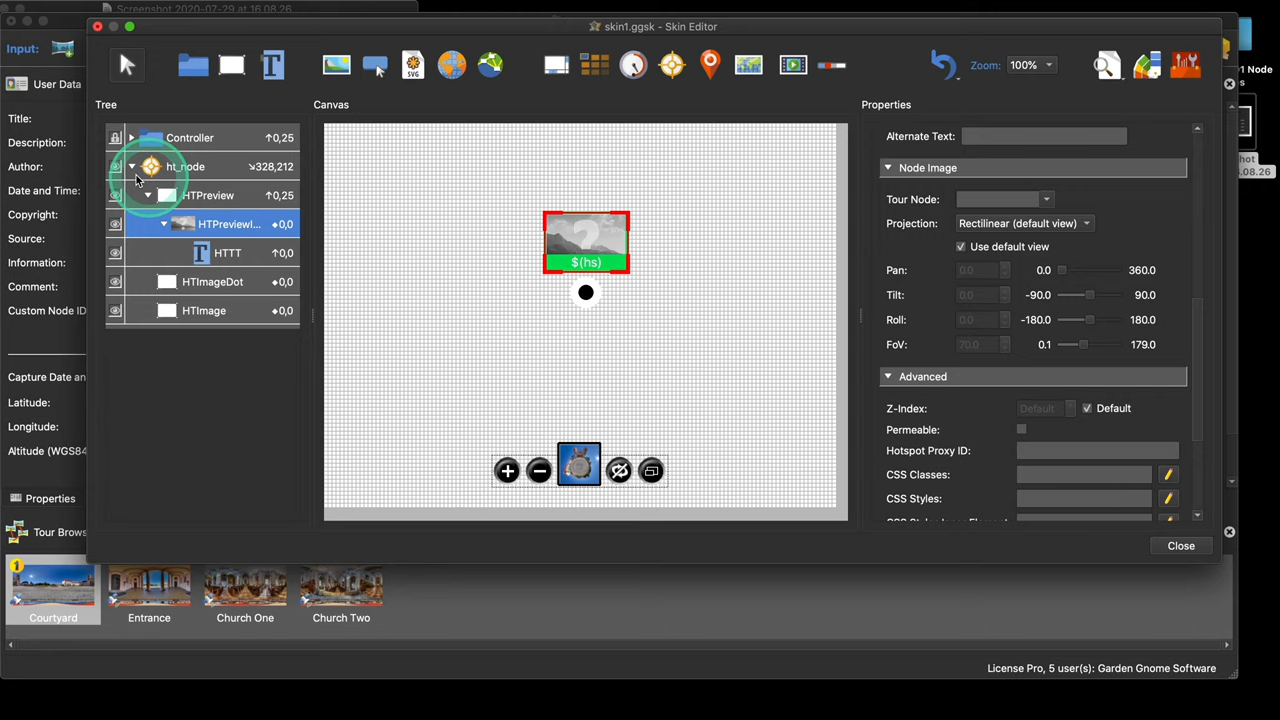 Screenshot 2020-07-29 at 16.08.26
skin1.ggsk - Skin Editor
Input:
Zoom: 100%
User Data
Tree
Canvas
Properties
Title:
Description:
Author:
Date and Time:
Copyright:
Source:
Information:
Comment:
Custom Node ID
Capture Date an
Latitude:
Longitude:
Altitude (WGS84
Properties
Tour Brows
Controller ↑0,25
ht_node ↘328,212
HTPreview ↑0,25
HTPreviewI... ◆0,0
T HTTT ↑0,0
HTImageDot ◆0,0
HTImage ◆0,0
?
$(hs)
Alternate Text:
Node Image
Tour Node:
Projection: Rectilinear (default view)
Use default view
Pan: 0.0 0.0 360.0
Tilt: 0.0 -90.0 90.0
Roll: 0.0 -180.0 180.0
FoV: 70.0 0.1 179.0
Advanced
Z-Index: Default Default
Permeable:
Hotspot Proxy ID:
CSS Classes:
CSS Styles:
Close
1 Node
hot
.08.26
1
Courtyard
Entrance
Church One
Church Two
License Pro, 5 user(s): Garden Gnome Software